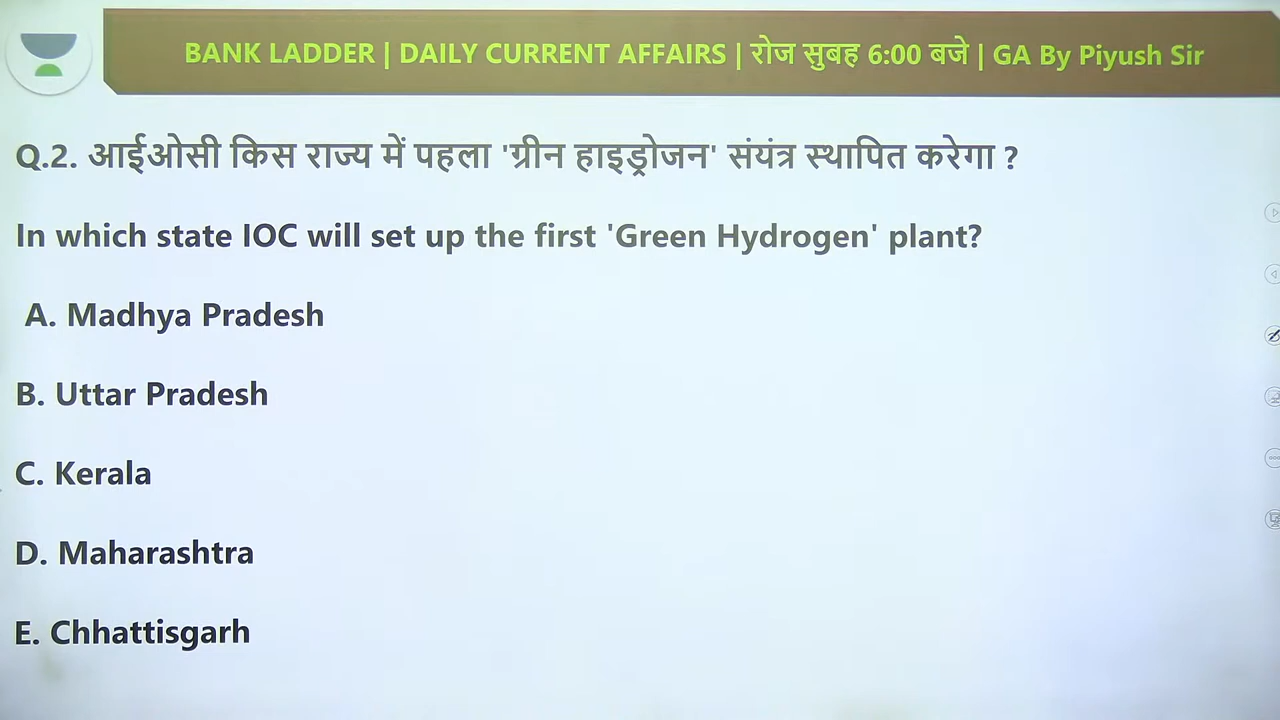 BANK LADDER | DAILY CURRENT AFFAIRS | रोज सुबह 6:00 बजे | GA By Piyush Sir
Q.2. आईओसी किस राज्य में पहला 'ग्रीन हाइड्रोजन' संयंत्र स्थापित करेगा ?
In which state IOC will set up the first 'Green Hydrogen' plant?
A. Madhya Pradesh
B. Uttar Pradesh
C. Kerala
D. Maharashtra
E. Chhattisgarh